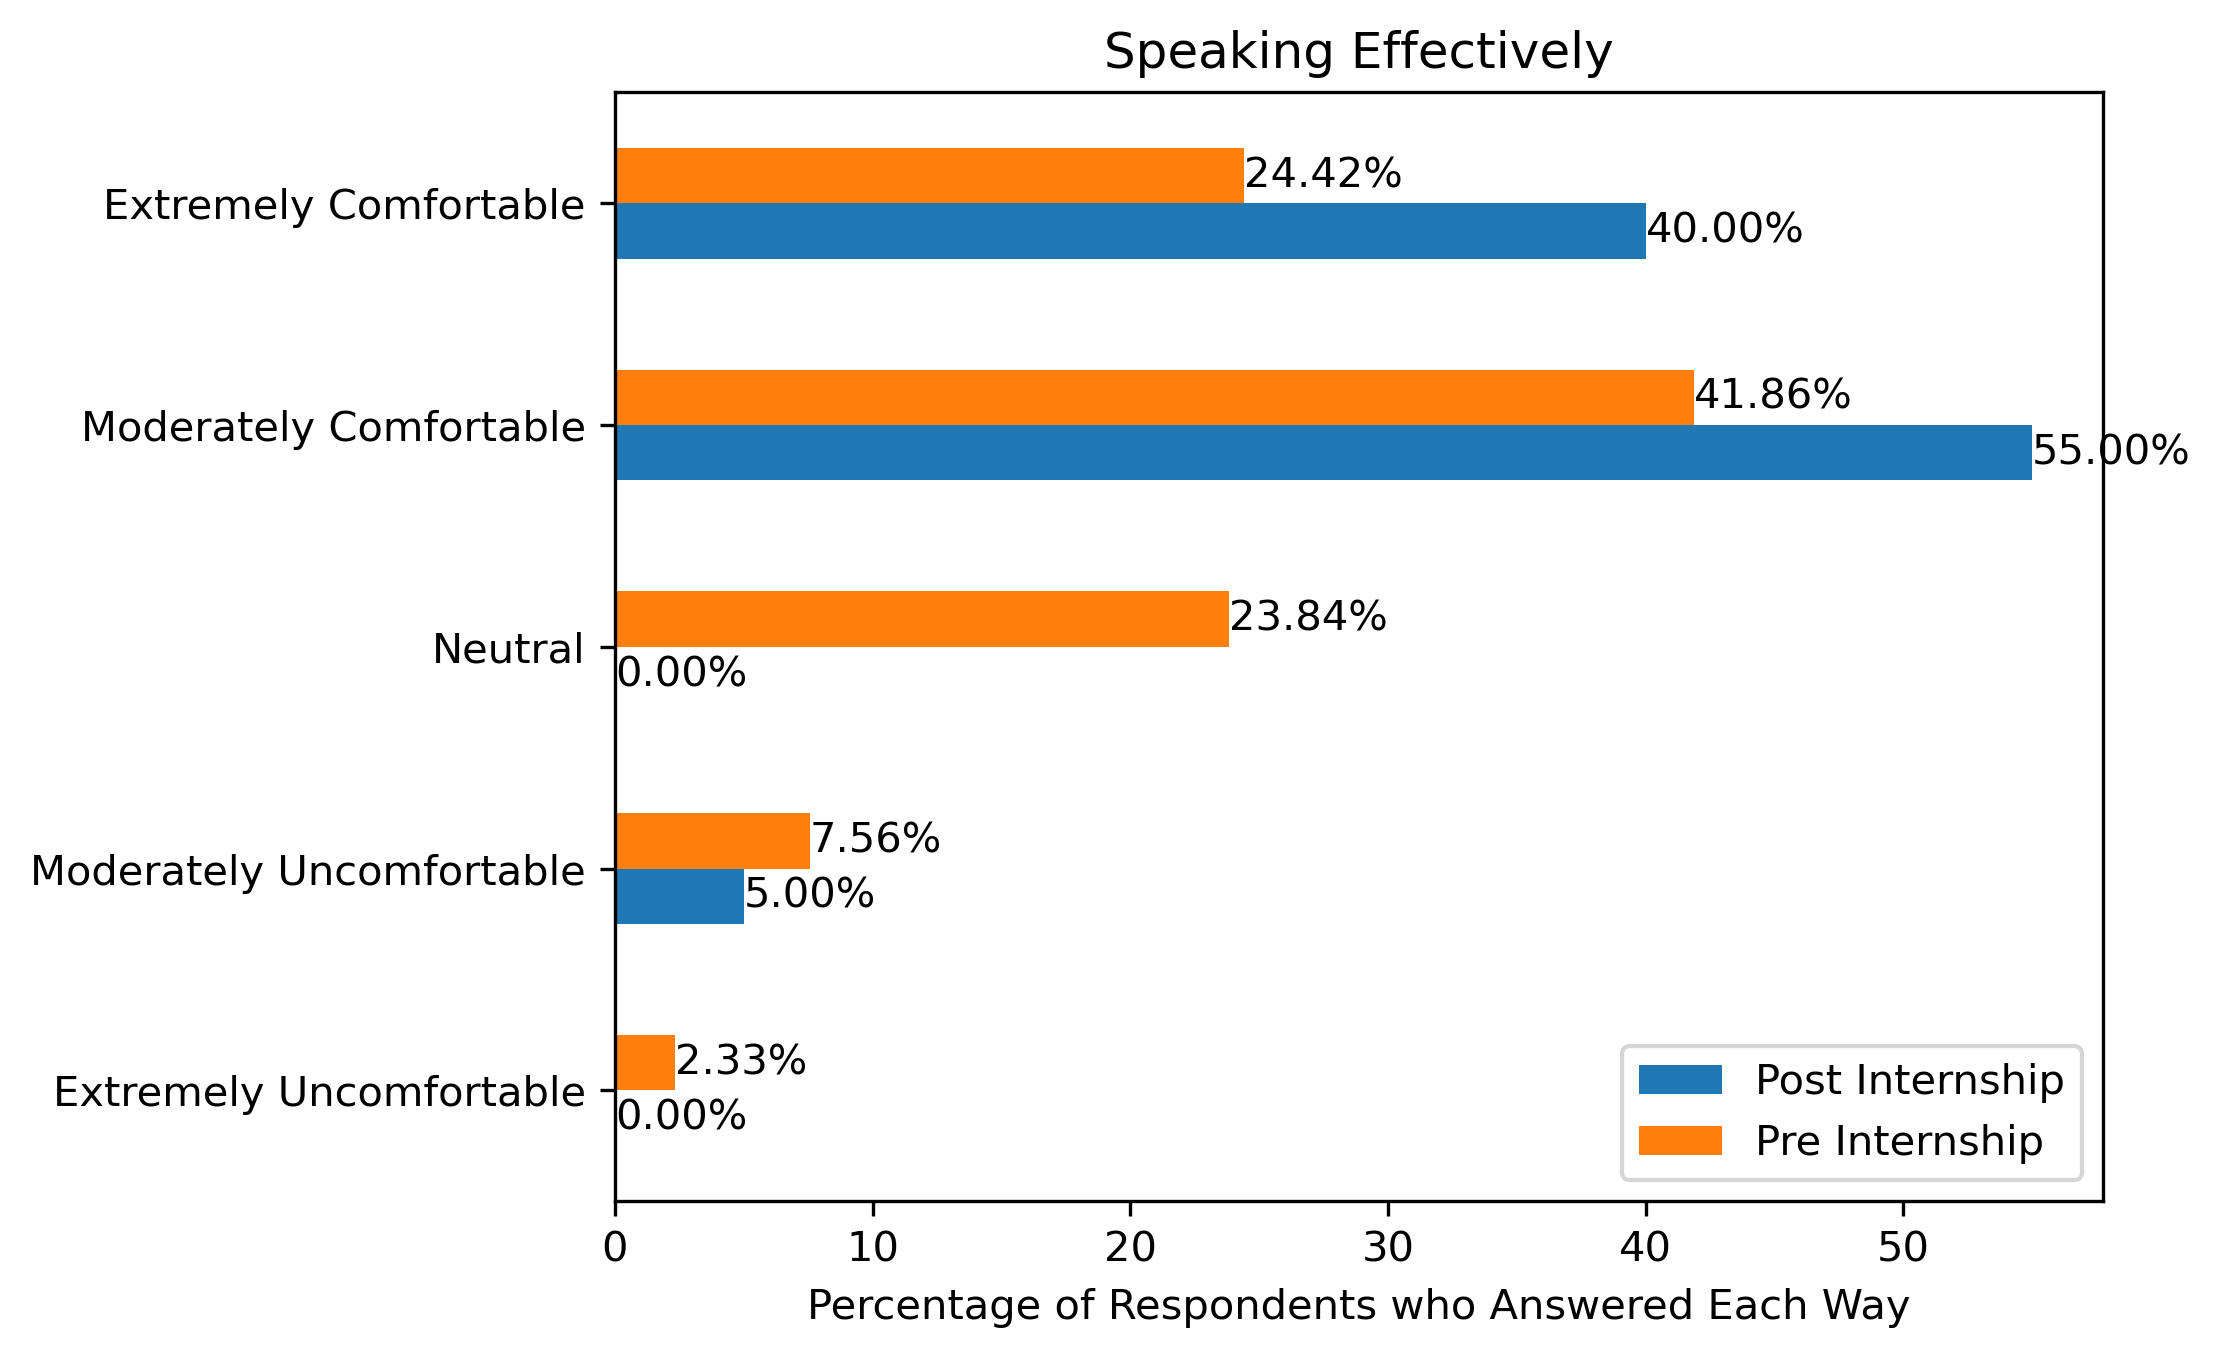 Speaking Effectively
Extremely Comfortable
24.42%
40.00%
Moderately Comfortable
41.86%
55.00%
Neutral
23.84%
0.00%
Moderately Uncomfortable
7.56%
5.00%
Extremely Uncomfortable
2.33%
0.00%
Post Internship
Pre Internship
0 10 20 30 40 50
Percentage of Respondents who Answered Each Way